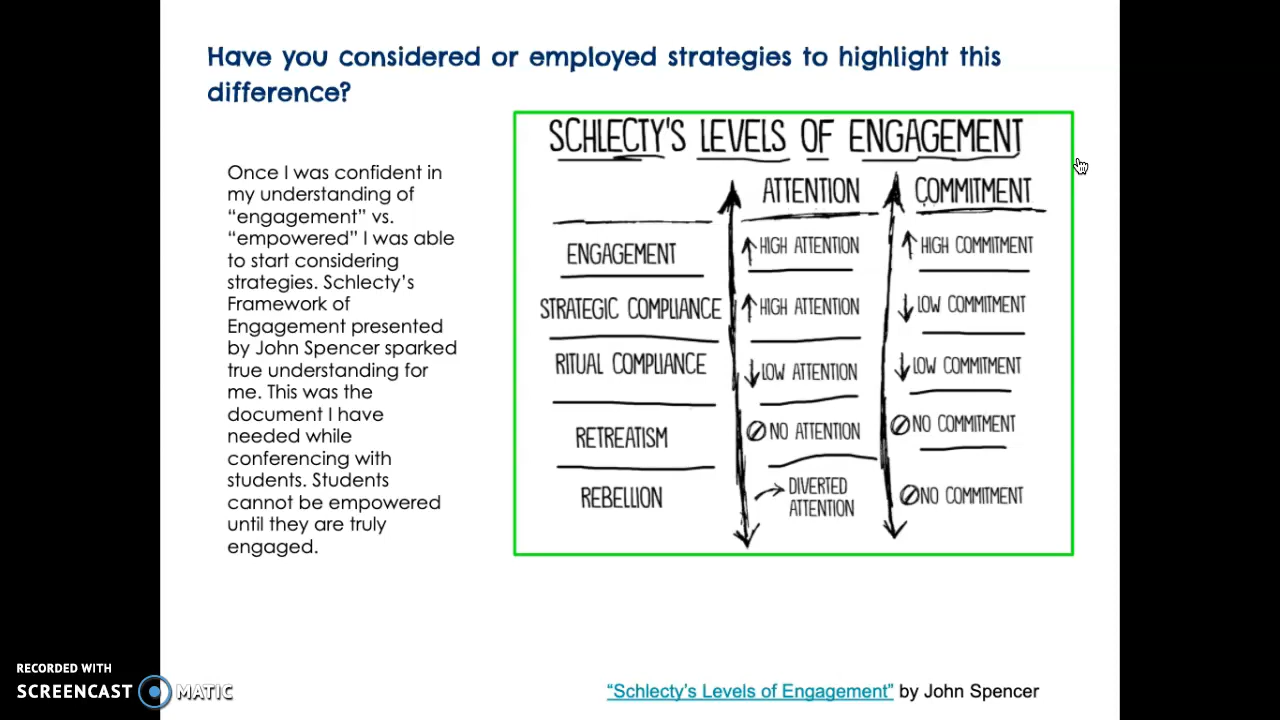 Have you considered or employed strategies to highlight this
difference?
Once I was confident in
my understanding of
“engagement” vs.
“empowered” I was able
to start considering
strategies. Schlecty’s
Framework of
Engagement presented
by John Spencer sparked
true understanding for
me. This was the
document I have
needed while
conferencing with
students. Students
cannot be empowered
until they are truly
engaged.
SCHLECTY'S LEVELS OF ENGAGEMENT
ATTENTION COMMITMENT
ENGAGEMENT HIGH ATTENTION HIGH COMMITMENT
STRATEGIC COMPLIANCE HIGH ATTENTION LOW COMMITMENT
RITUAL COMPLIANCE LOW ATTENTION LOW COMMITMENT
RETREATISM NO ATTENTION NO COMMITMENT
REBELLION DIVERTED ATTENTION NO COMMITMENT
“Schlecty’s Levels of Engagement” by John Spencer
RECORDED WITH
SCREENCAST MATIC